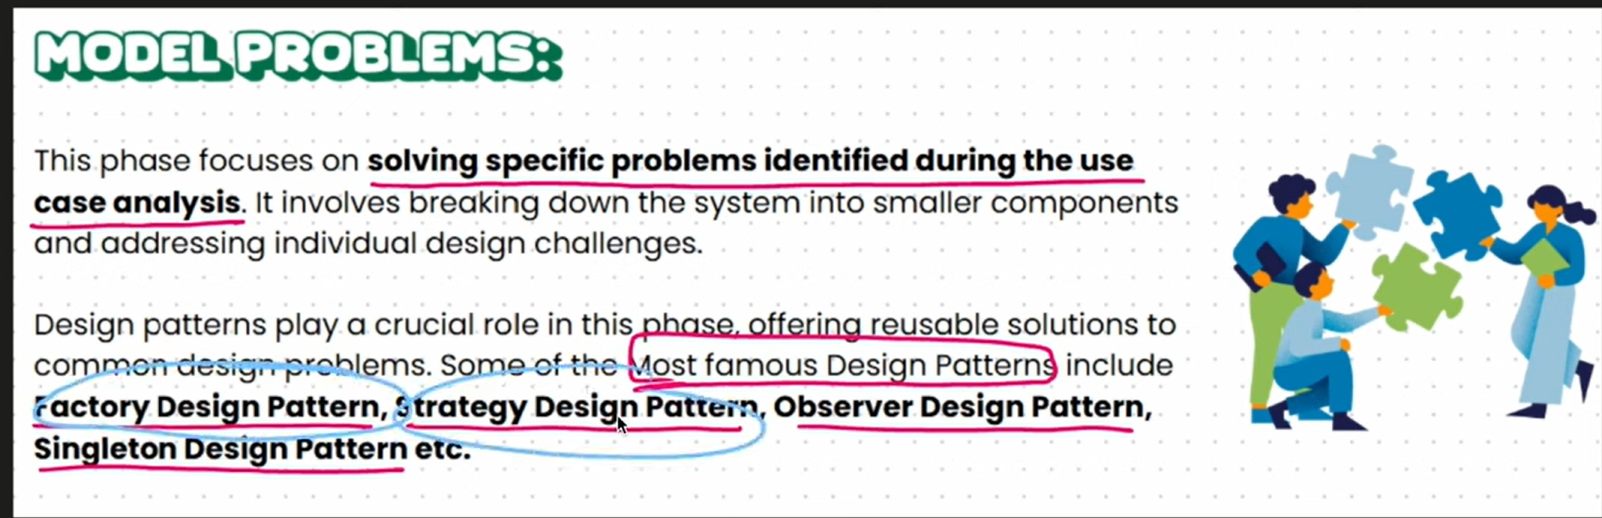 MODEL PROBLEMS:
This phase focuses on solving specific problems identified during the use
case analysis. It involves breaking down the system into smaller components
and addressing individual design challenges.
Design patterns play a crucial role in this phase, offering reusable solutions to
common design problems. Some of the Most famous Design Patterns include
Factory Design Pattern, Strategy Design Pattern, Observer Design Pattern,
Singleton Design Pattern etc.